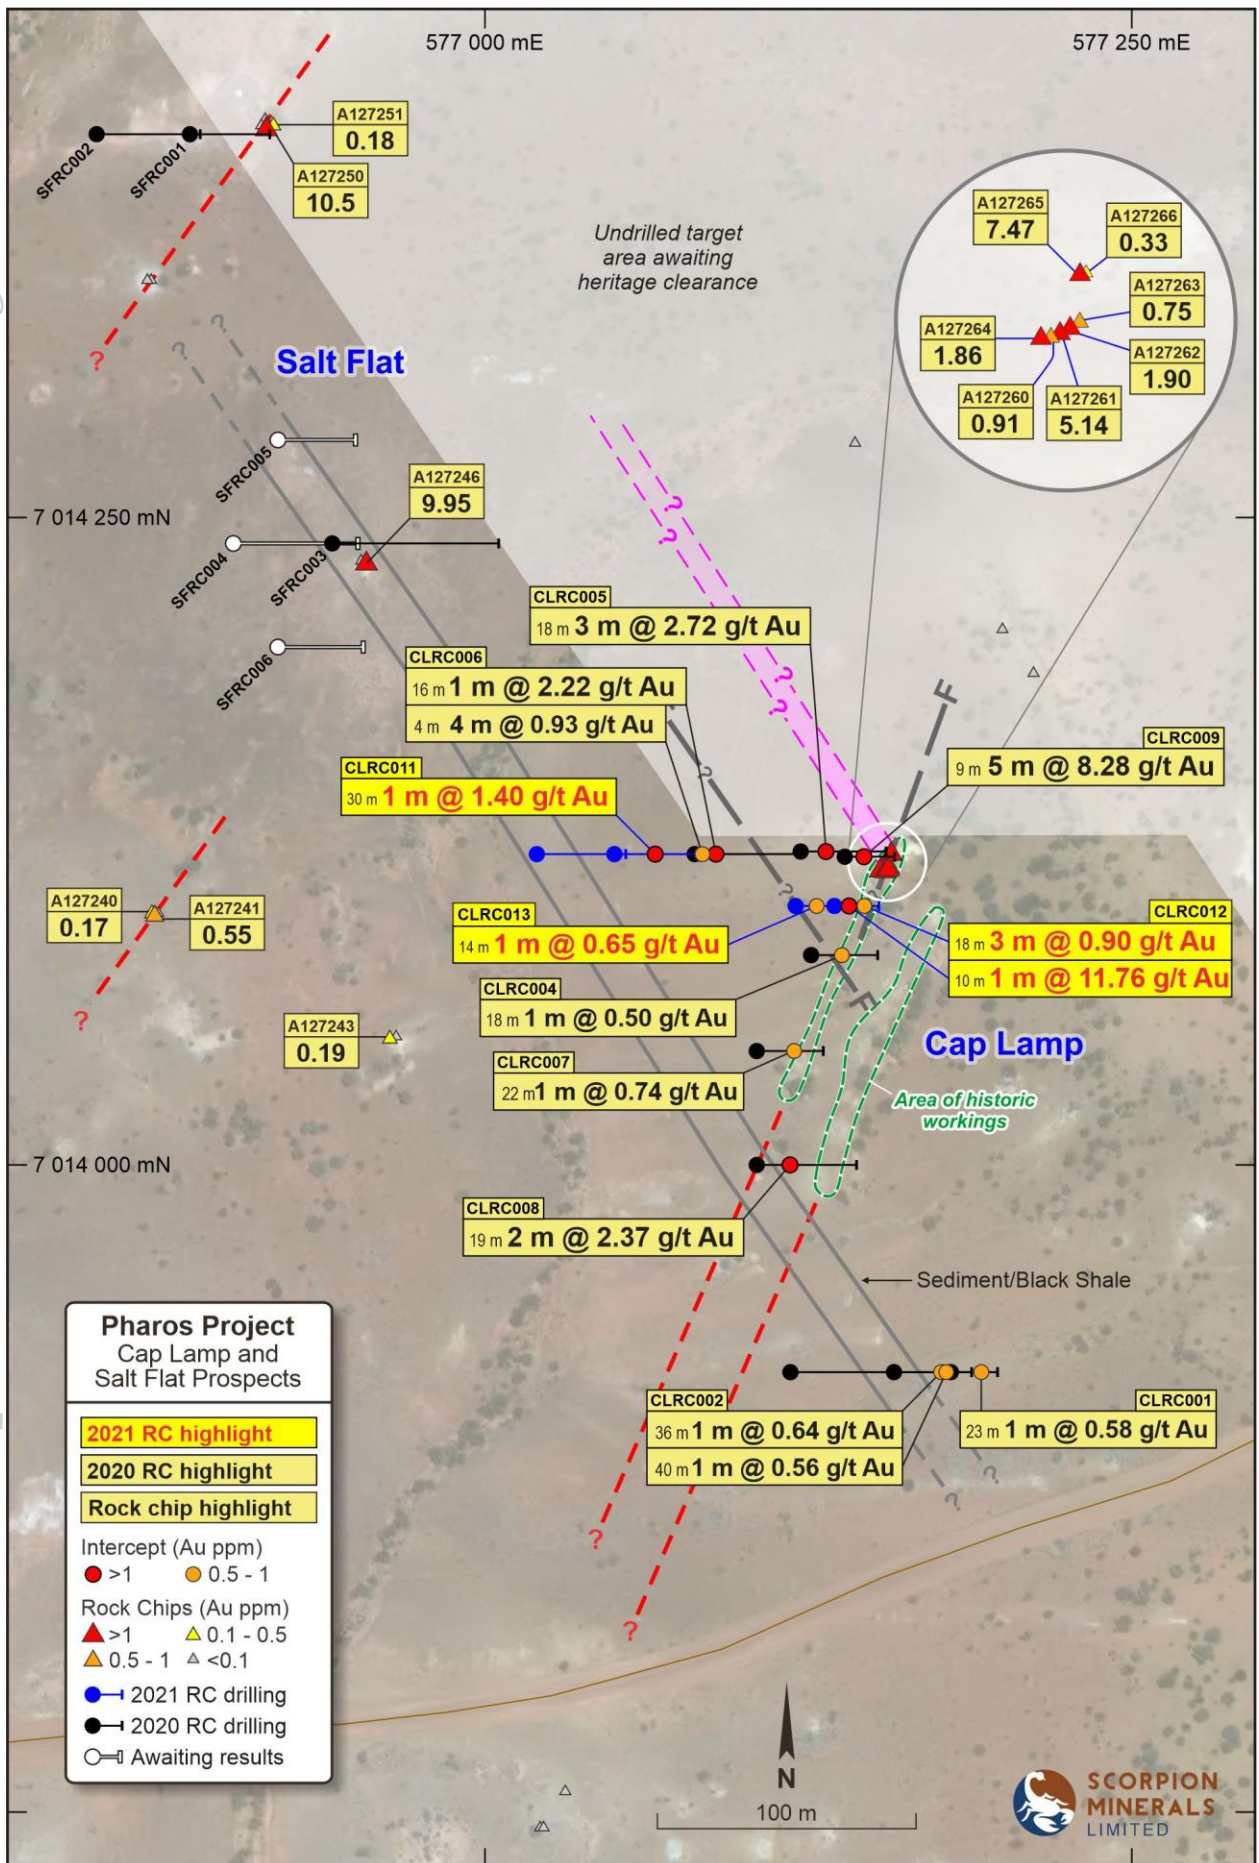 577 000 mE
577 250 mE
A127251
0.18
SFRC002
SFRC001
A127250
10.5
Undrilled target
area awaiting
heritage clearance
A127265
7.47
A127266
0.33
A127263
0.75
A127264
1.86
A127262
1.90
A127260
0.91
A127261
5.14
?
?
?
Salt Flat
SFRC005
A127246
9.95
7 014 250 mN
SFRC004
SFRC003
?
?
CLRC005
18 m 3 m @ 2.72 g/t Au
SFRC006
CLRC006
16 m 1 m @ 2.22 g/t Au
4 m 4 m @ 0.93 g/t Au
?
?
F
CLRC009
9 m 5 m @ 8.28 g/t Au
CLRC011
30 m 1 m @ 1.40 g/t Au
?
?
A127240
0.17
A127241
0.55
CLRC013
14 m 1 m @ 0.65 g/t Au
CLRC012
18 m 3 m @ 0.90 g/t Au
10 m 1 m @ 11.76 g/t Au
?
F
?
CLRC004
18 m 1 m @ 0.50 g/t Au
A127243
0.19
Cap Lamp
CLRC007
22 m 1 m @ 0.74 g/t Au
Area of historic
workings
7 014 000 mN
CLRC008
19 m 2 m @ 2.37 g/t Au
Sediment/Black Shale
CLRC002
36 m 1 m @ 0.64 g/t Au
40 m 1 m @ 0.56 g/t Au
CLRC001
23 m 1 m @ 0.58 g/t Au
?
?
?
?
Pharos Project
Cap Lamp and
Salt Flat Prospects
2021 RC highlight
2020 RC highlight
Rock chip highlight
Intercept (Au ppm)
>1
0.5 - 1
Rock Chips (Au ppm)
>1
0.1 - 0.5
0.5 - 1
<0.1
2021 RC drilling
2020 RC drilling
Awaiting results
N
100 m
SCORPION
MINERALS
LIMITED